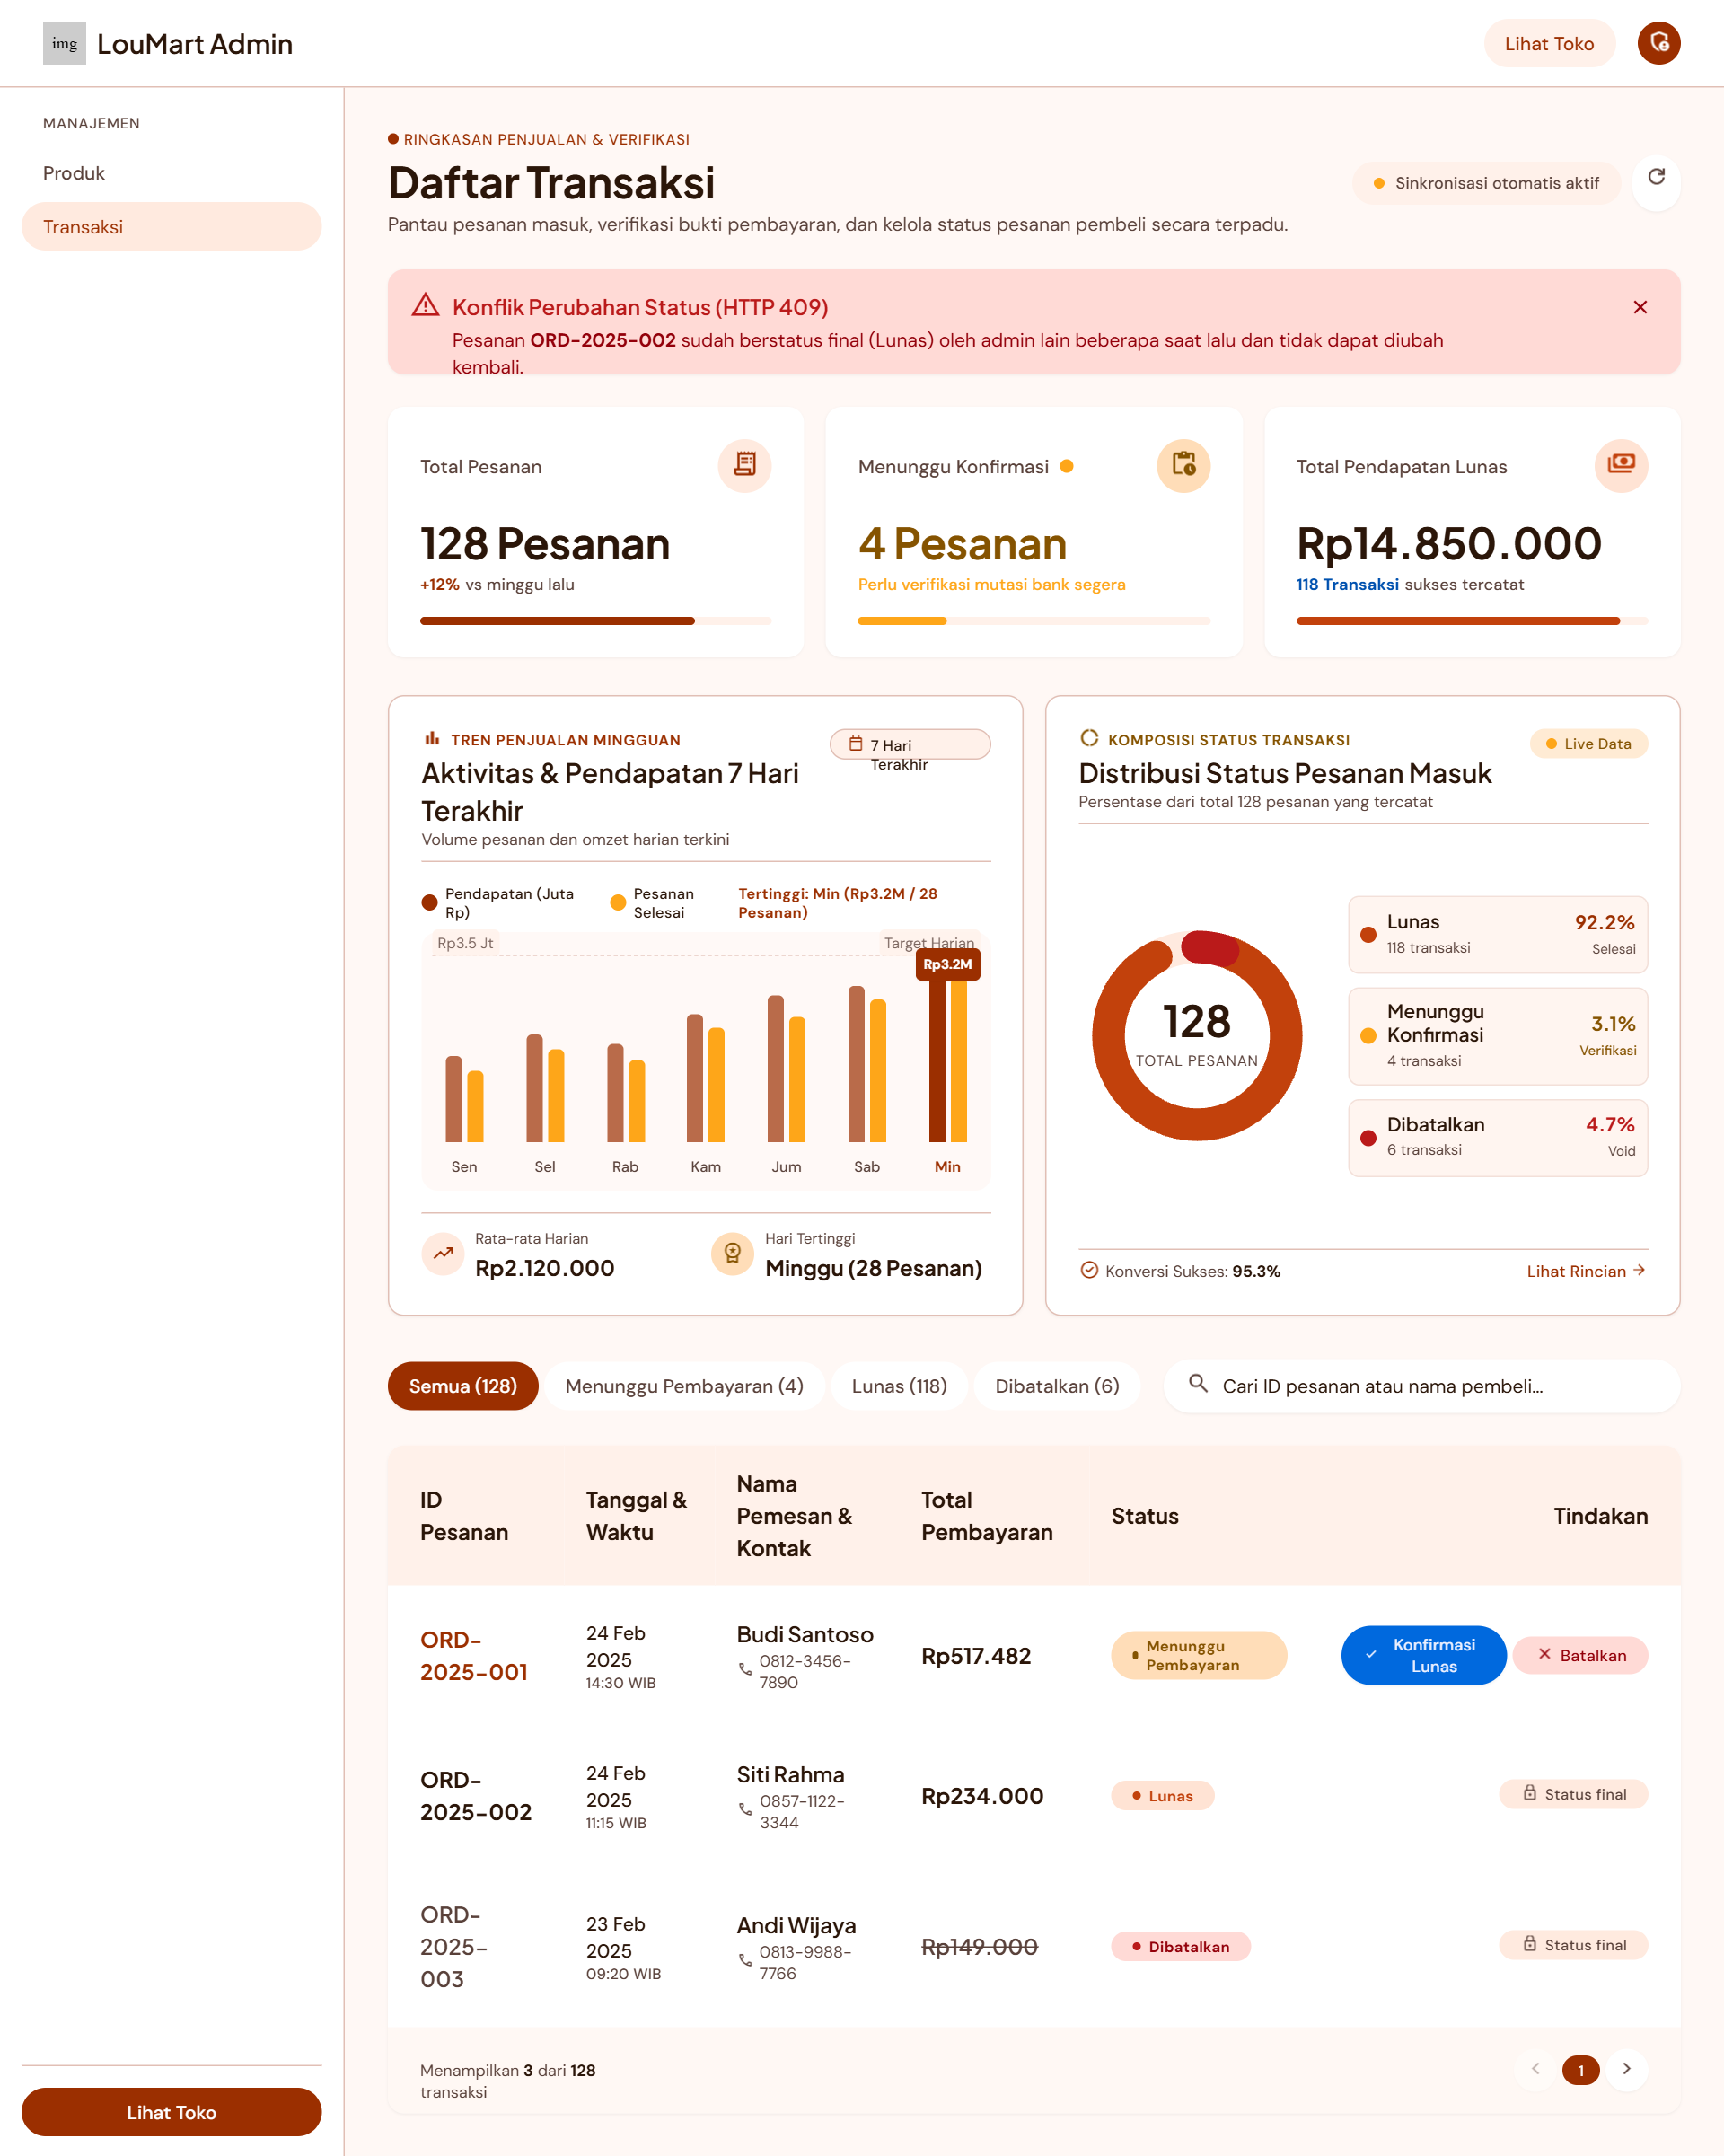 img
LouMart Admin
Lihat Toko
MANAJEMEN
Produk
Transaksi
Lihat Toko
RINGKASAN PENJUALAN & VERIFIKASI
Daftar Transaksi
Pantau pesanan masuk, verifikasi bukti pembayaran, dan kelola status pesanan pembeli secara terpadu.
Sinkronisasi otomatis aktif
Konflik Perubahan Status (HTTP 409)
Pesanan ORD-2025-002 sudah berstatus final (Lunas) oleh admin lain beberapa saat lalu dan tidak dapat diubah
kembali.
Total Pesanan
128 Pesanan
+12% vs minggu lalu
Menunggu Konfirmasi
4 Pesanan
Perlu verifikasi mutasi bank segera
Total Pendapatan Lunas
Rp14.850.000
118 Transaksi sukses tercatat
TREN PENJUALAN MINGGUAN
Aktivitas & Pendapatan 7 Hari
Terakhir
Volume pesanan dan omzet harian terkini
7 Hari
Terakhir
Pendapatan (Juta
Rp)
Pesanan
Selesai
Tertinggi: Min (Rp3.2M / 28
Pesanan)
Rp3.5 Jt
Target Harian
Rp3.2M
Sen
Sel
Rab
Kam
Jum
Sab
Min
Rata-rata Harian
Rp2.120.000
Hari Tertinggi
Minggu (28 Pesanan)
KOMPOSISI STATUS TRANSAKSI
Distribusi Status Pesanan Masuk
Persentase dari total 128 pesanan yang tercatat
Live Data
128
TOTAL PESANAN
Lunas
118 transaksi
92.2%
Selesai
Menunggu
Konfirmasi
4 transaksi
3.1%
Verifikasi
Dibatalkan
6 transaksi
4.7%
Void
Konversi Sukses: 95.3%
Lihat Rincian
Semua (128)
Menunggu Pembayaran (4)
Lunas (118)
Dibatalkan (6)
Cari ID pesanan atau nama pembeli...
ID
Pesanan
Tanggal &
Waktu
Nama
Pemesan &
Kontak
Total
Pembayaran
Status
Tindakan
ORD-
2025-001
24 Feb
2025
14:30 WIB
Budi Santoso
0812-3456-
7890
Rp517.482
Menunggu
Pembayaran
Konfirmasi
Lunas
Batalkan
ORD-
2025-002
24 Feb
2025
11:15 WIB
Siti Rahma
0857-1122-
3344
Rp234.000
Lunas
Status final
ORD-
2025-
003
23 Feb
2025
09:20 WIB
Andi Wijaya
0813-9988-
7766
Rp149.000
Dibatalkan
Status final
Menampilkan 3 dari 128
transaksi
1